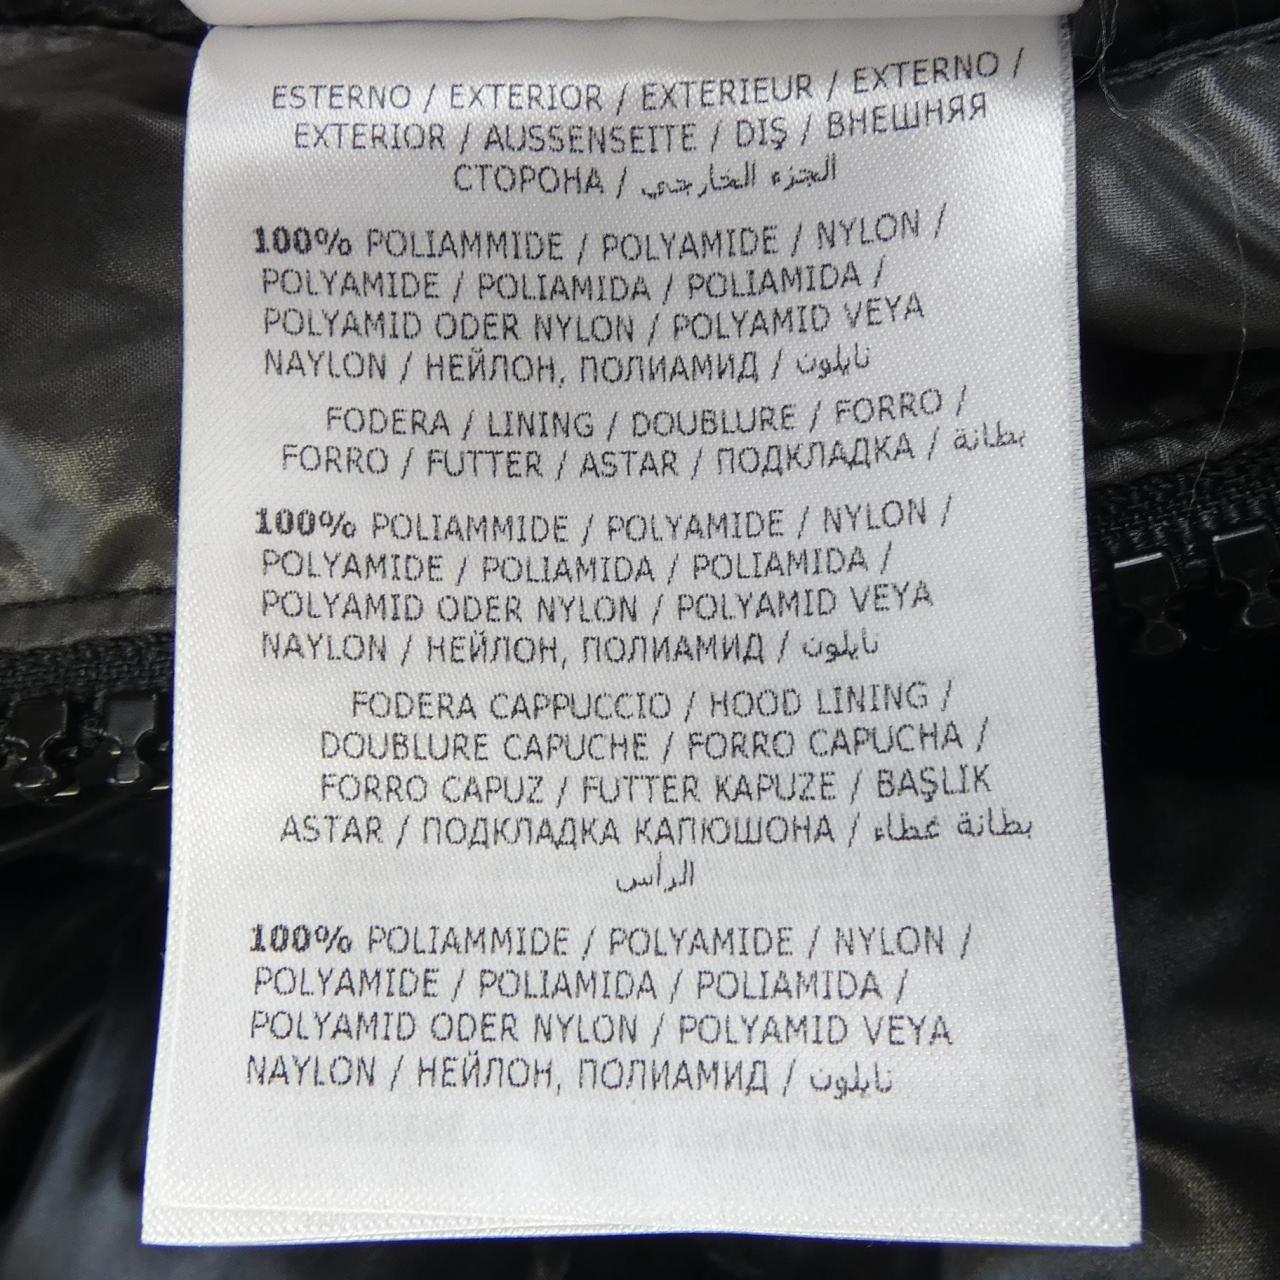 ESTERNO / EXTERIOR / EXTERIEUR / EXTERNO /
EXTERIOR / AUSSENSEITE / DIŞ / ВНЕШНЯЯ
СТОРОНА / الجزء الخارجي
100% POLIAMMIDE / POLYAMIDE / NYLON /
POLYAMIDE / POLIAMIDA / POLIAMIDA /
POLYAMID ODER NYLON / POLYAMID VEYA
NAYLON / НЕЙЛОН, ПОЛИАМИД / نايلون
FODERA / LINING / DOUBLURE / FORRO /
FORRO / FUTTER / ASTAR / ПОДКЛАДКА / بطانة
100% POLIAMMIDE / POLYAMIDE / NYLON /
POLYAMIDE / POLIAMIDA / POLIAMIDA /
POLYAMID ODER NYLON / POLYAMID VEYA
NAYLON / НЕЙЛОН, ПОЛИАМИД / نايلون
FODERA CAPPUCCIO / HOOD LINING /
DOUBLURE CAPUCHE / FORRO CAPUCHA /
FORRO CAPUZ / FUTTER KAPUZE / BAŞLIK
ASTAR / ПОДКЛАДКА КАПЮШОНА / بطانة غطاء
الرأس
100% POLIAMMIDE / POLYAMIDE / NYLON /
POLYAMIDE / POLIAMIDA / POLIAMIDA /
POLYAMID ODER NYLON / POLYAMID VEYA
NAYLON / НЕЙЛОН, ПОЛИАМИД / نايلون